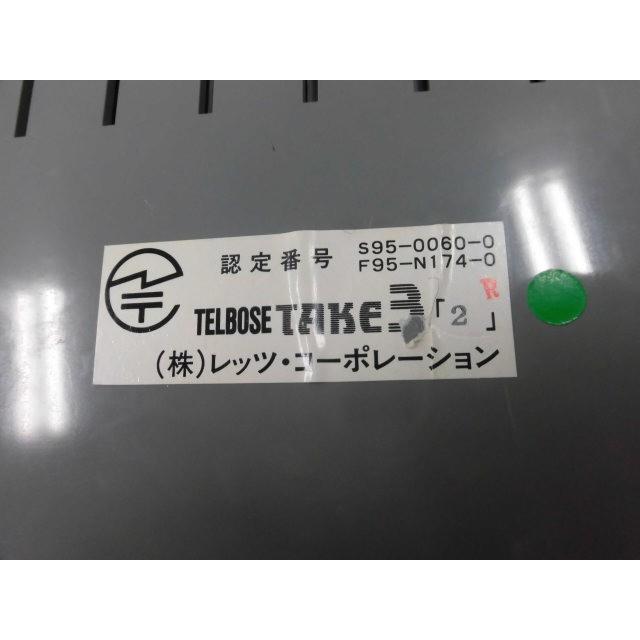 認定番号 S95-0060-0
F95-N174-0
R
TELBOSE TAKE3「2」
(株)レッツ・コーポレーション